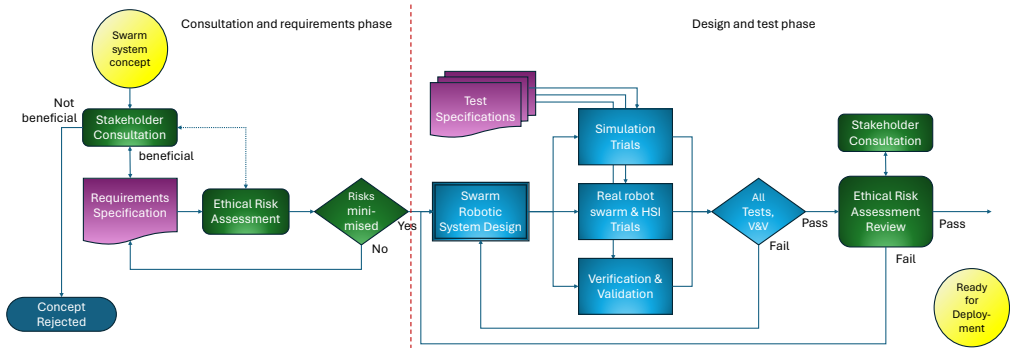 Consultation and requirements phase
Design and test phase
Swarm
system
concept
Not
beneficial
Stakeholder
Consultation
beneficial
Requirements
Specification
Ethical Risk
Assessment
Risks
mini-
mised
Yes
No
Concept
Rejected
Test
Specifications
Simulation
Trials
Swarm
Robotic
System Design
Real robot
swarm & HSI
Trials
Verification &
Validation
All
Tests,
V&V
Pass
Fail
Stakeholder
Consultation
Ethical Risk
Assessment
Review
Pass
Fail
Ready
for
Deploy-
ment